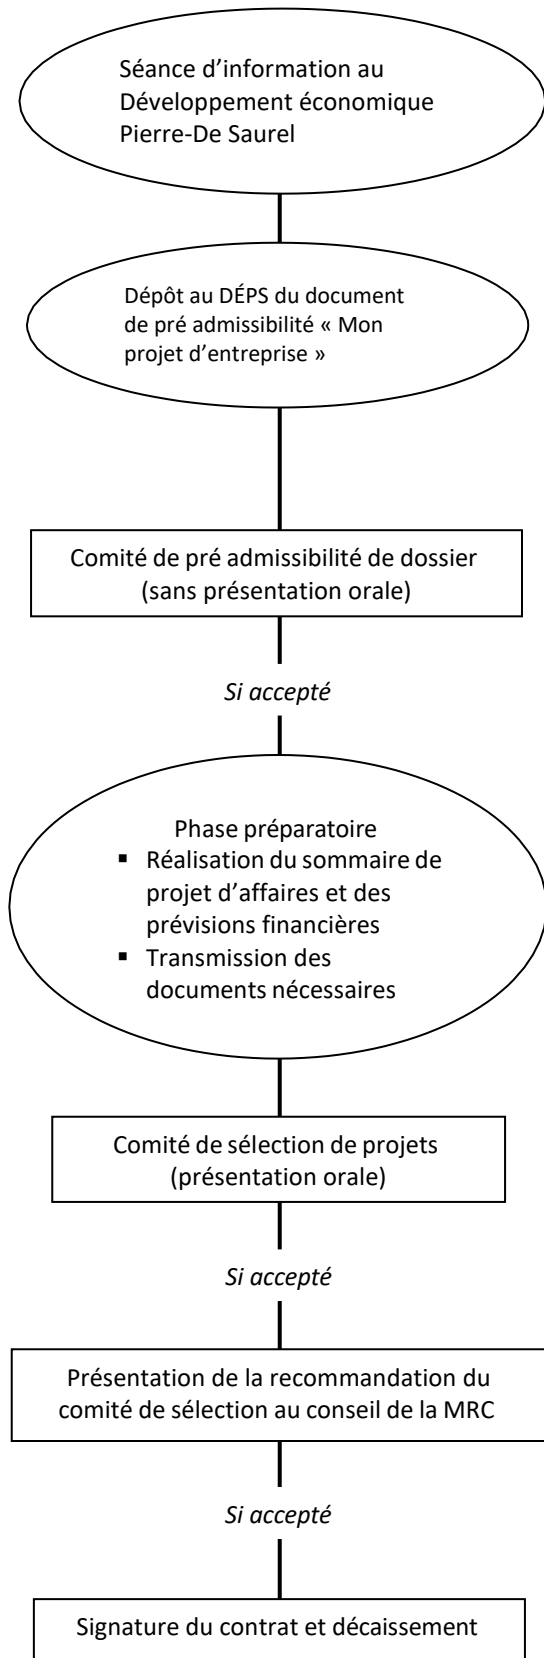 Séance d’information au
Développement économique
Pierre-De Saurel
Dépôt au DÉPS du document
de pré admissibilité « Mon
projet d’entreprise »
Comité de pré admissibilité de dossier
(sans présentation orale)
Si accepté
Phase préparatoire
▪ Réalisation du sommaire de
projet d’affaires et des
prévisions financières
▪ Transmission des
documents nécessaires
Comité de sélection de projets
(présentation orale)
Si accepté
Présentation de la recommandation du
comité de sélection au conseil de la MRC
Si accepté
Signature du contrat et décaissement